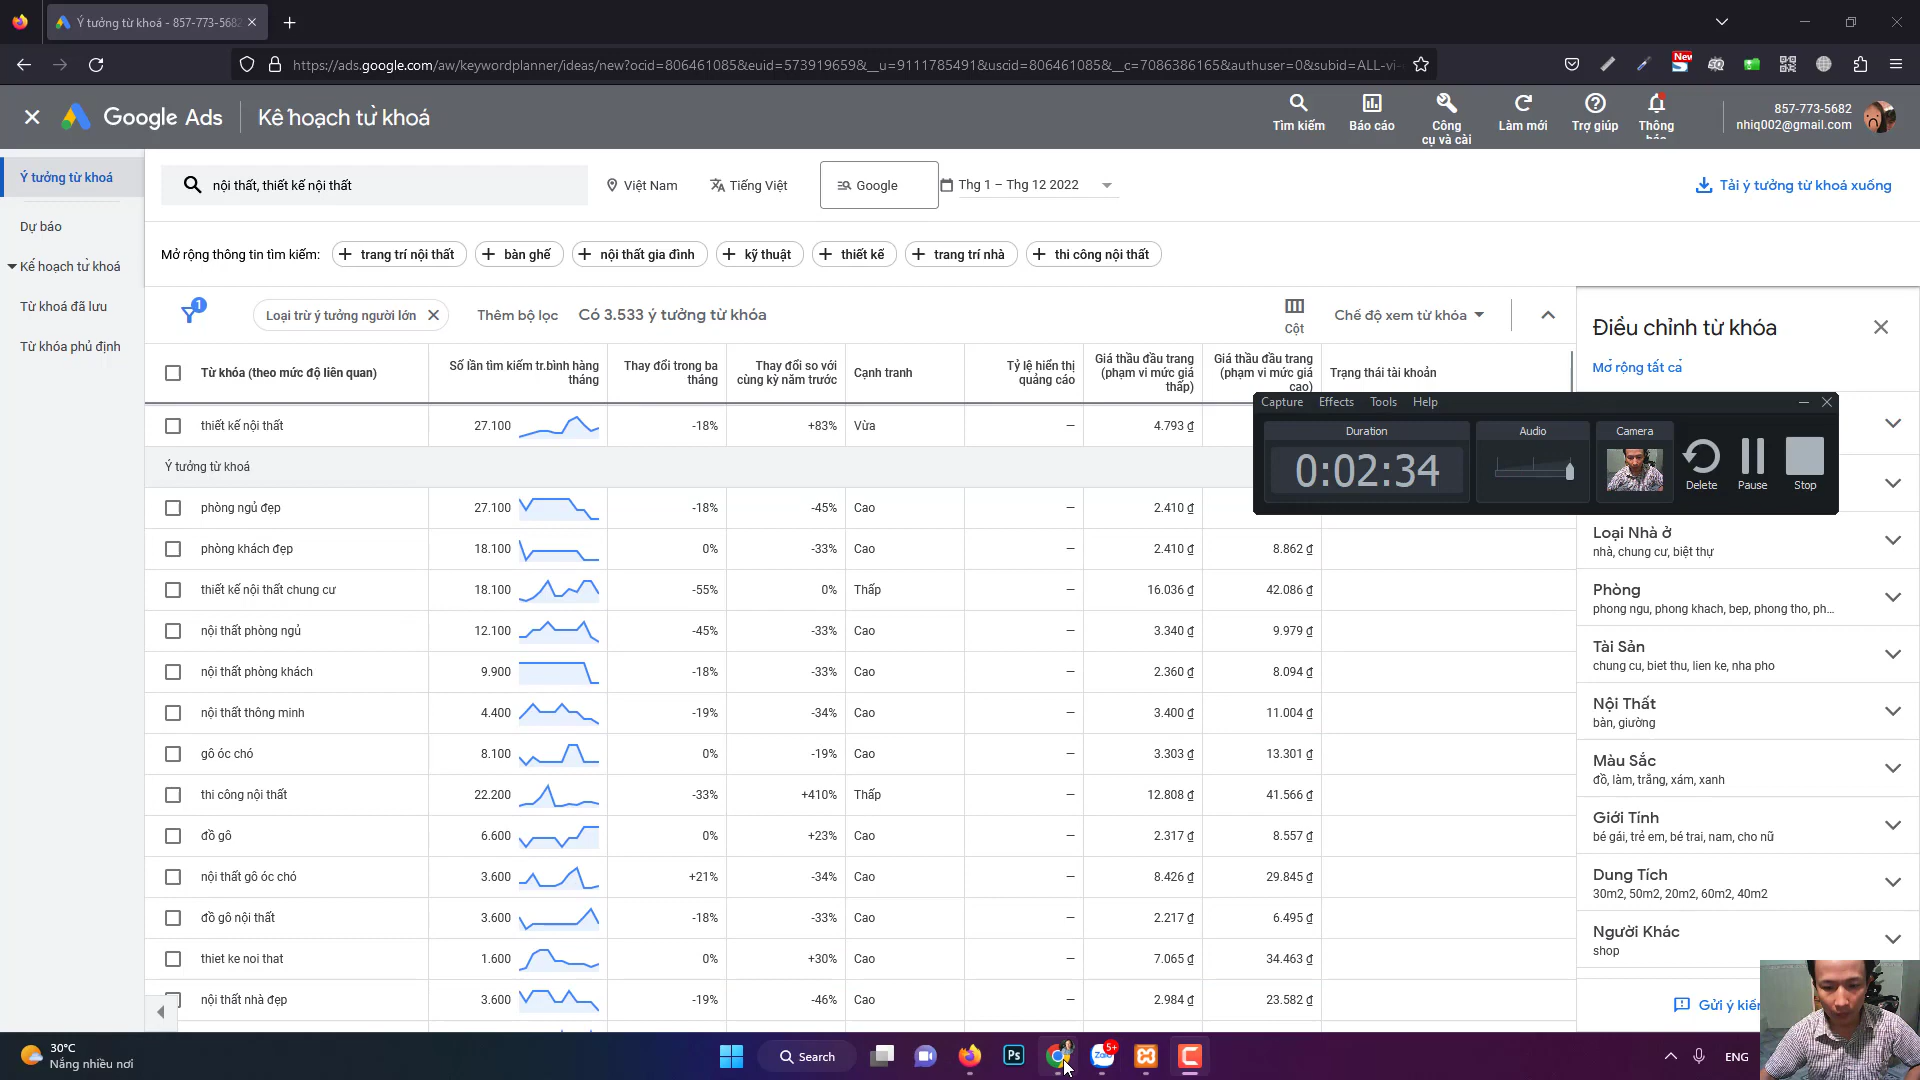 Ý tưởng từ khoá - 857-773-5682
https://ads.google.com/aw/keywordplanner/ideas/new?ocid=806461085&euid=573919659&__u=9111785491&uscid=806461085&__c=7086386165&authuser=0&subid=ALL-vi-
New
Google Ads
Kế hoạch từ khoá
Tìm kiếm
Báo cáo
Công cụ và cài
Làm mới
Trợ giúp
Thông báo
857-773-5682
nhiq002@gmail.com
Ý tưởng từ khoá
Dự báo
Kế hoạch từ khoá
Từ khoá đã lưu
Từ khóa phủ định
nội thất, thiết kế nội thất
Việt Nam
Tiếng Việt
Google
Thg 1 – Thg 12 2022
Tải ý tưởng từ khoá xuống
Mở rộng thông tin tìm kiếm:
trang trí nội thất
bàn ghế
nội thất gia đình
kỹ thuật
thiết kế
trang trí nhà
thi công nội thất
1
Loại trừ ý tưởng người lớn
Thêm bộ lọc
Có 3.533 ý tưởng từ khóa
Cột
Chế độ xem từ khóa
Từ khóa (theo mức độ liên quan)
Số lần tìm kiếm tr.bình hàng tháng
Thay đổi trong ba tháng
Thay đổi so với cùng kỳ năm trước
Cạnh tranh
Tỷ lệ hiển thị quảng cáo
Giá thầu đầu trang (phạm vi mức giá thấp)
Giá thầu đầu trang (phạm vi mức giá cao)
Trạng thái tài khoản
thiết kế nội thất 27.100 -18% +83% Vừa — 4.793 ₫
Ý tưởng từ khoá
phòng ngủ đẹp 27.100 -18% -45% Cao — 2.410 ₫
phòng khách đẹp 18.100 0% -33% Cao — 2.410 ₫ 8.862 ₫
thiết kế nội thất chung cư 18.100 -55% 0% Thấp — 16.036 ₫ 42.086 ₫
nội thất phòng ngủ 12.100 -45% -33% Cao — 3.340 ₫ 9.979 ₫
nội thất phòng khách 9.900 -18% -33% Cao — 2.360 ₫ 8.094 ₫
nội thất thông minh 4.400 -19% -34% Cao — 3.400 ₫ 11.004 ₫
gỗ óc chó 8.100 0% -19% Cao — 3.303 ₫ 13.301 ₫
thi công nội thất 22.200 -33% +410% Thấp — 12.808 ₫ 41.566 ₫
đồ gỗ 6.600 0% +23% Cao — 2.317 ₫ 8.557 ₫
nội thất gỗ óc chó 3.600 +21% -34% Cao — 8.426 ₫ 29.845 ₫
đồ gỗ nội thất 3.600 -18% -33% Cao — 2.217 ₫ 6.495 ₫
thiet ke noi that 1.600 0% +30% Cao — 7.065 ₫ 34.463 ₫
nội thất nhà đẹp 3.600 -19% -46% Cao — 2.984 ₫ 23.582 ₫
Điều chỉnh từ khóa
Mở rộng tất cả
Loại Nhà ở
nhà, chung cư, biệt thự
Phòng
phong ngu, phong khach, bep, phong tho, ph...
Tài Sản
chung cu, biet thu, lien ke, nha pho
Nội Thất
bàn, giường
Màu Sắc
đỏ, làm, trắng, xám, xanh
Giới Tính
bé gái, trẻ em, bé trai, nam, cho nữ
Dung Tích
30m2, 50m2, 20m2, 60m2, 40m2
Người Khác
shop
Gửi ý kiến
Capture Effects Tools Help
Duration
0:02:34
Audio
Camera
Delete
Pause
Stop
30°C
Nắng nhiều nơi
Search
Ps
Zalo
5+
ENG